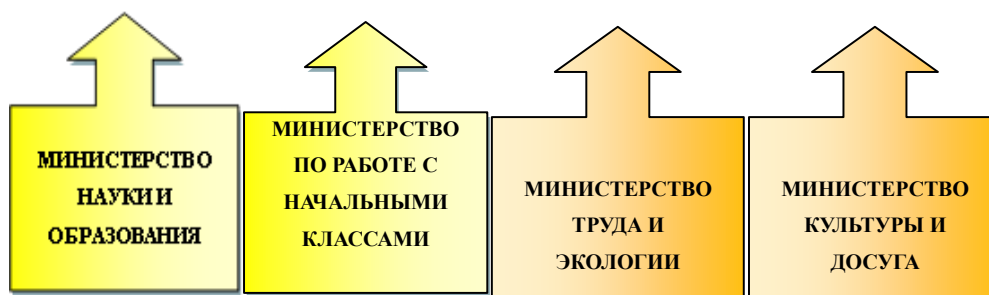 МИНИСТЕРСТВО
НАУКИ И
ОБРАЗОВАНИЯ
МИНИСТЕРСТВО
ПО РАБОТЕ С
НАЧАЛЬНЫМИ
КЛАССАМИ
МИНИСТЕРСТВО
ТРУДА И
ЭКОЛОГИИ
МИНИСТЕРСТВО
КУЛЬТУРЫ И
ДОСУГА